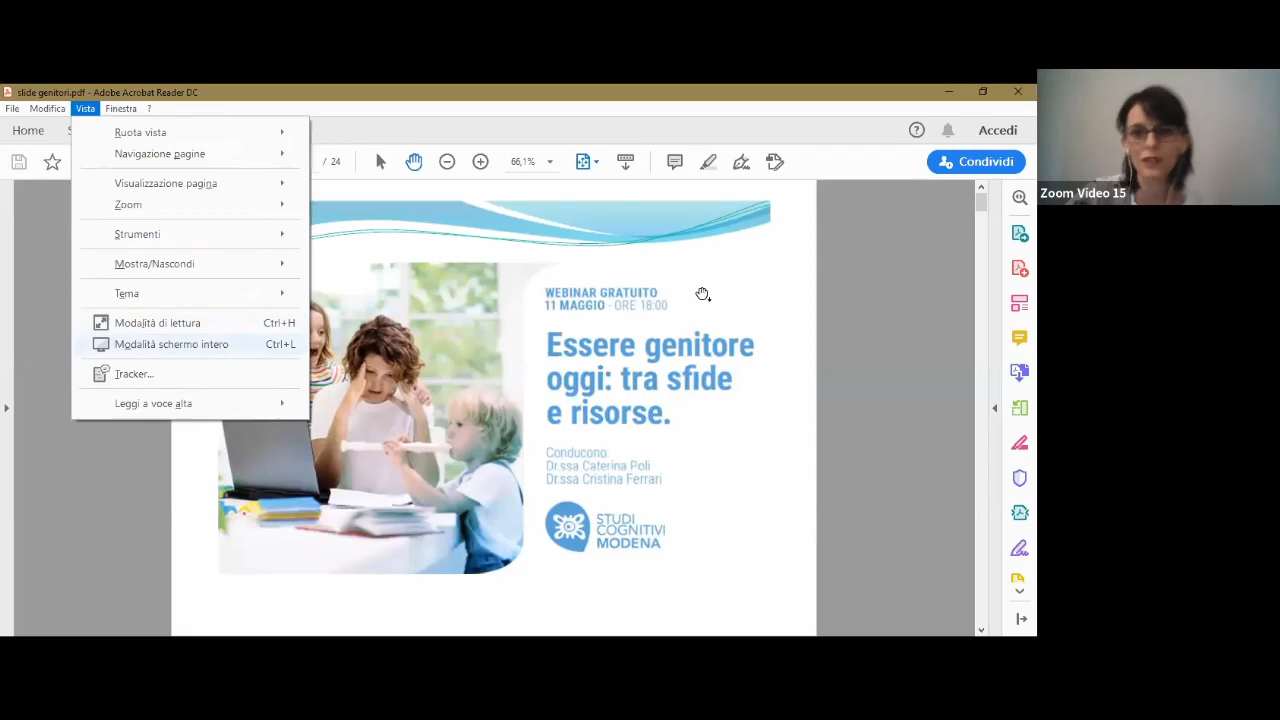 slide genitori.pdf - Adobe Acrobat Reader DC
File Modifica Vista Finestra ?
Home
Accedi
/ 24
66,1%
Condividi
Ruota vista
Navigazione pagine
Visualizzazione pagina
Zoom
Strumenti
Mostra/Nascondi
Tema
Modalità di lettura Ctrl+H
Modalità schermo intero Ctrl+L
Tracker...
Leggi a voce alta
WEBINAR GRATUITO
11 MAGGIO - ORE 18:00
Essere genitore
oggi: tra sfide
e risorse.
Conducono:
Dr.ssa Caterina Poli
Dr.ssa Cristina Ferrari
STUDI
COGNITIVI
MODENA
Zoom Video 15